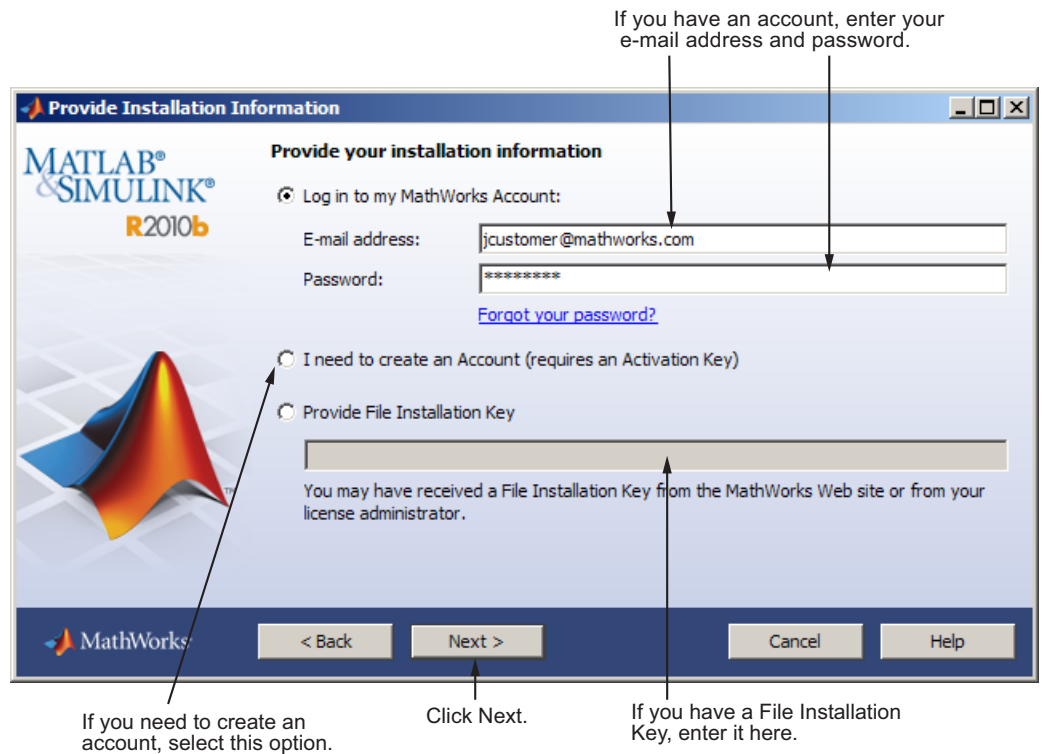 If you have an account, enter your
e-mail address and password.
Provide Installation Information
MATLAB®
&SIMULINK®
R2010b
Provide your installation information
Log in to my MathWorks Account:
E-mail address:
jcustomer@mathworks.com
Password:
********
Forgot your password?
I need to create an Account (requires an Activation Key)
Provide File Installation Key
You may have received a File Installation Key from the MathWorks Web site or from your
license administrator.
TM
MathWorks
< Back
Next >
Cancel
Help
If you need to create an
account, select this option.
Click Next.
If you have a File Installation
Key, enter it here.